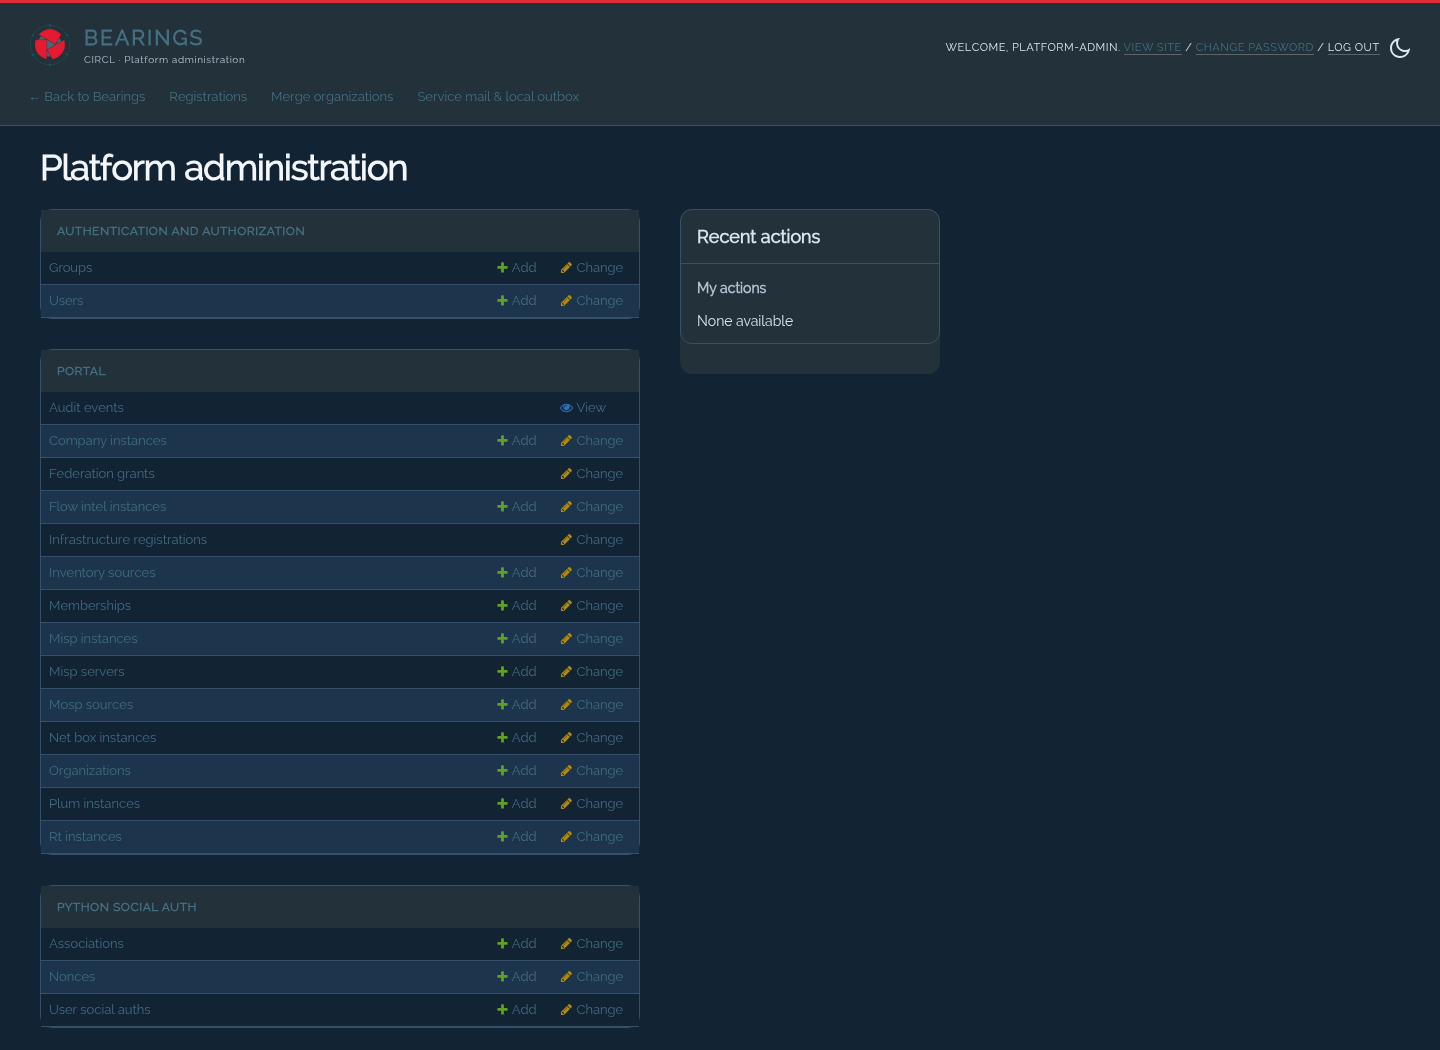 BEARINGS
CIRCL · Platform administration
WELCOME, PLATFORM-ADMIN. VIEW SITE / CHANGE PASSWORD / LOG OUT
← Back to Bearings Registrations Merge organizations Service mail & local outbox
Platform administration
AUTHENTICATION AND AUTHORIZATION
Groups Add Change
Users Add Change
PORTAL
Audit events View
Company instances Add Change
Federation grants Change
Flow intel instances Add Change
Infrastructure registrations Change
Inventory sources Add Change
Memberships Add Change
Misp instances Add Change
Misp servers Add Change
Mosp sources Add Change
Net box instances Add Change
Organizations Add Change
Plum instances Add Change
Rt instances Add Change
PYTHON SOCIAL AUTH
Associations Add Change
Nonces Add Change
User social auths Add Change
Recent actions
My actions
None available